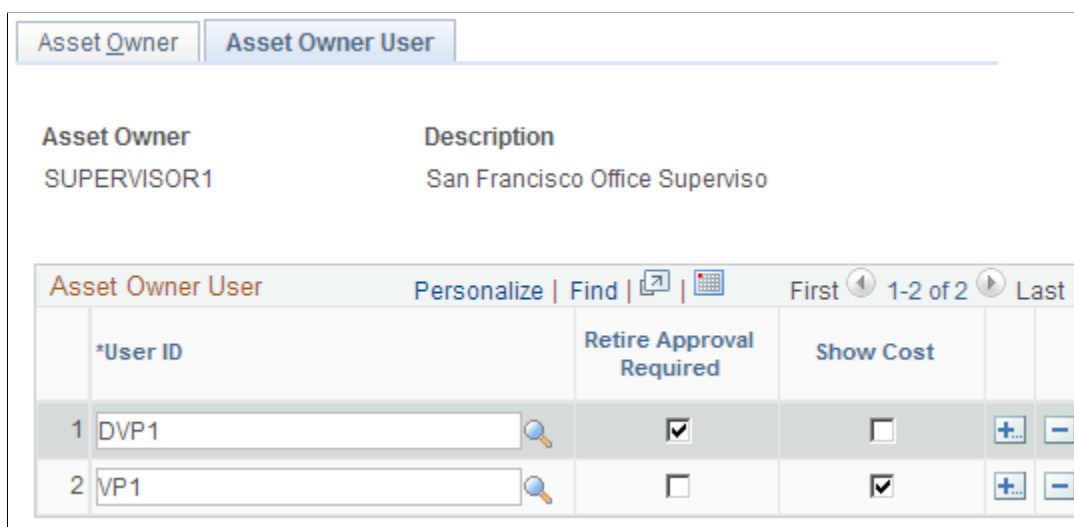 Asset Owner Asset Owner User
Asset Owner Description
SUPERVISOR1 San Francisco Office Superviso
Asset Owner User Personalize | Find | | First 1-2 of 2 Last
*User ID Retire Approval Required Show Cost
1 DVP1
2 VP1